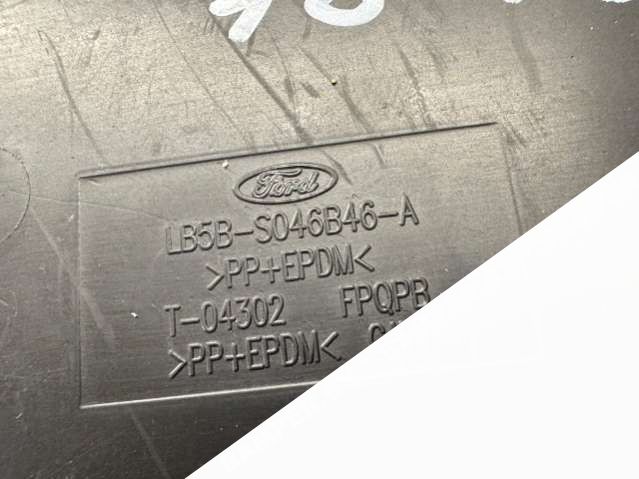 Ford
LB5B-S046B46-A
>PP+EPDM<
T-04302 FPQPB
>PP+EPDM<